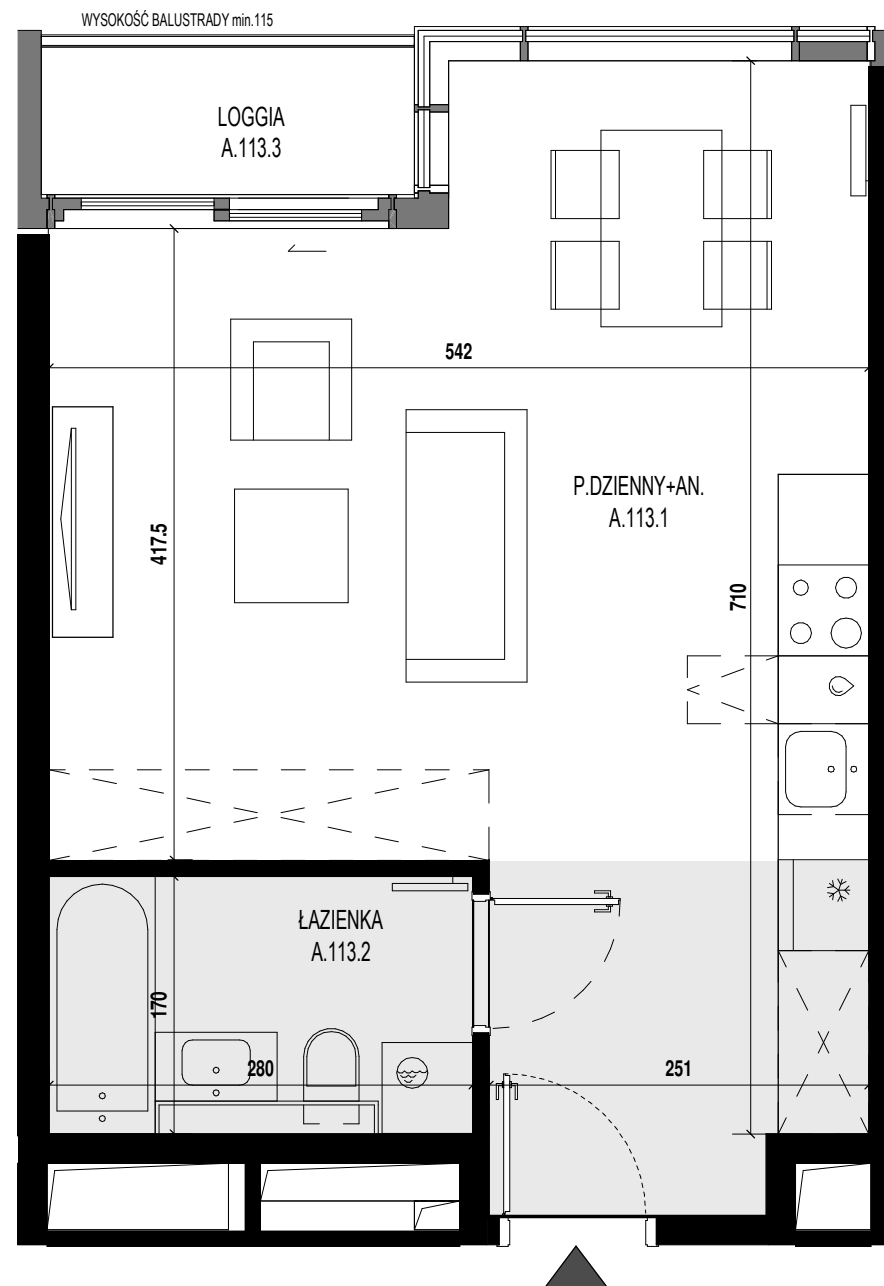 WYSOKOŚĆ BALUSTRADY min.115
LOGGIA
A.113.3
542
P.DZIENNY+AN.
A.113.1
417.5
710
ŁAZIENKA
A.113.2
170
280
251